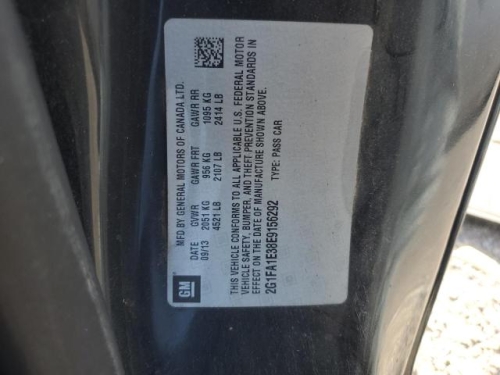 GM
MFD BY GENERAL MOTORS OF CANADA LTD.
DATE GVWR GAWR FRT GAWR RR
09/13 2051 KG 956 KG 1095 KG
4521 LB 2107 LB 2414 LB
THIS VEHICLE CONFORMS TO ALL APPLICABLE U.S. FEDERAL MOTOR
VEHICLE SAFETY, BUMPER, AND THEFT PREVENTION STANDARDS IN
EFFECT ON THE DATE OF MANUFACTURE SHOWN ABOVE.
2G1FA1E38E9156292 TYPE: PASS CAR